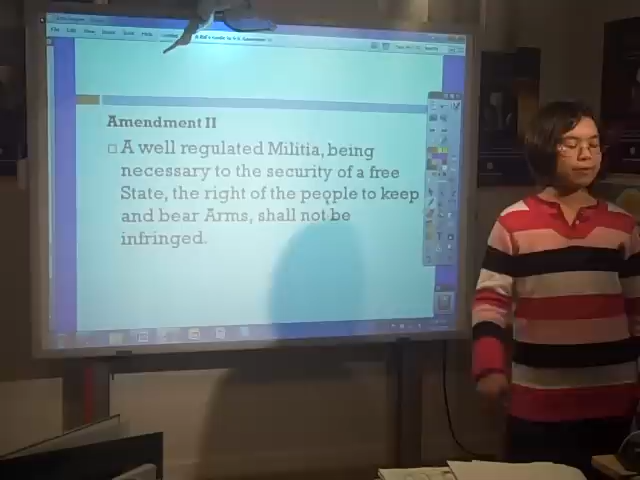 Amendment II
A well regulated Militia, being
necessary to the security of a free
State, the right of the people to keep
and bear Arms, shall not be
infringed.